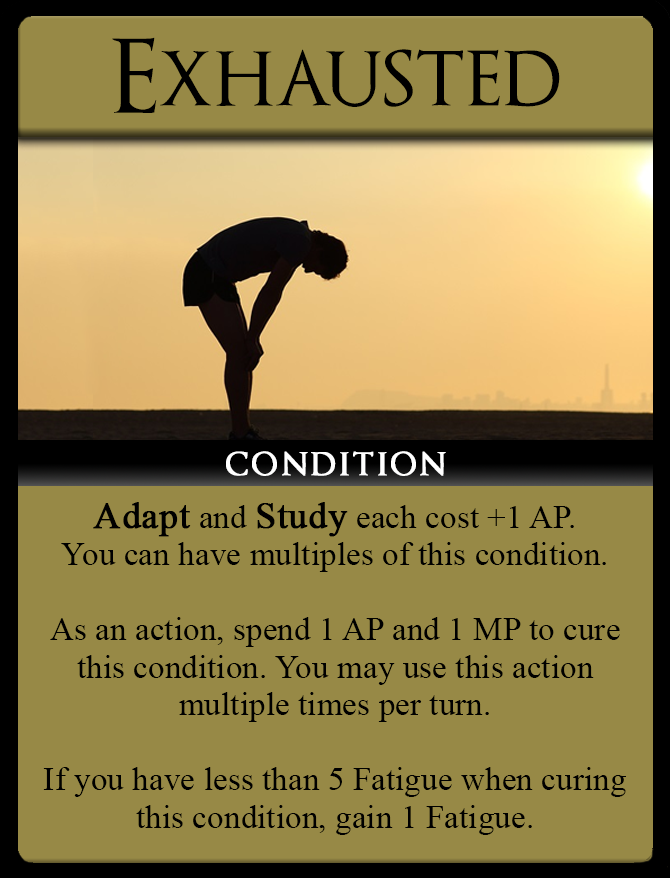 Exhausted
CONDITION
Adapt and Study each cost +1 AP.
You can have multiples of this condition.
As an action, spend 1 AP and 1 MP to cure
this condition. You may use this action
multiple times per turn.
If you have less than 5 Fatigue when curing
this condition, gain 1 Fatigue.